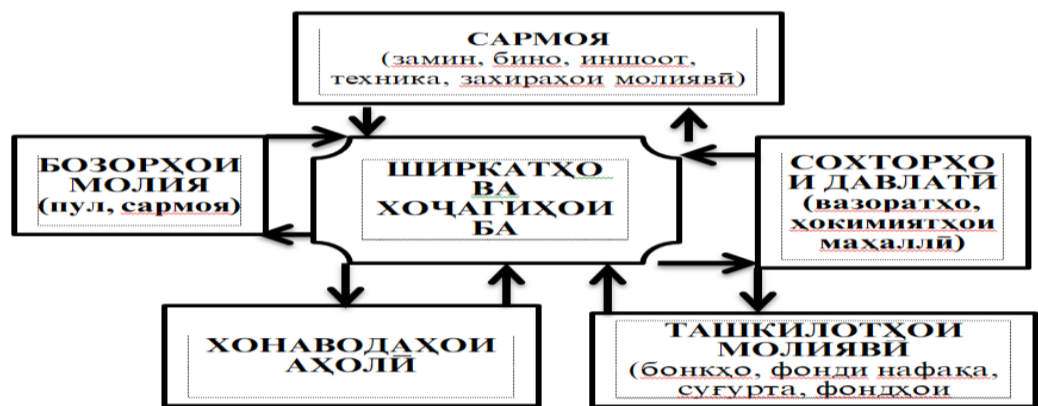 САРМОЯ
(замин, бино, иншоот,
техника, захираҳои молиявӣ)
БОЗОРҲОИ
МОЛИЯ
(пул, сармоя)
ШИРКАТҲО
ВА
ХОҶАГИҲОИ
БА
СОХТОРҲО
И ДАВЛАТӢ
(вазоратҳо,
ҳокимиятҳои
маҳаллӣ)
ХОНАВОДАҲОИ
АҲОЛӢ
ТАШКИЛОТҲОИ
МОЛИЯВӢ
(бонкҳо, фонди нафақа,
суғурта, фондҳои